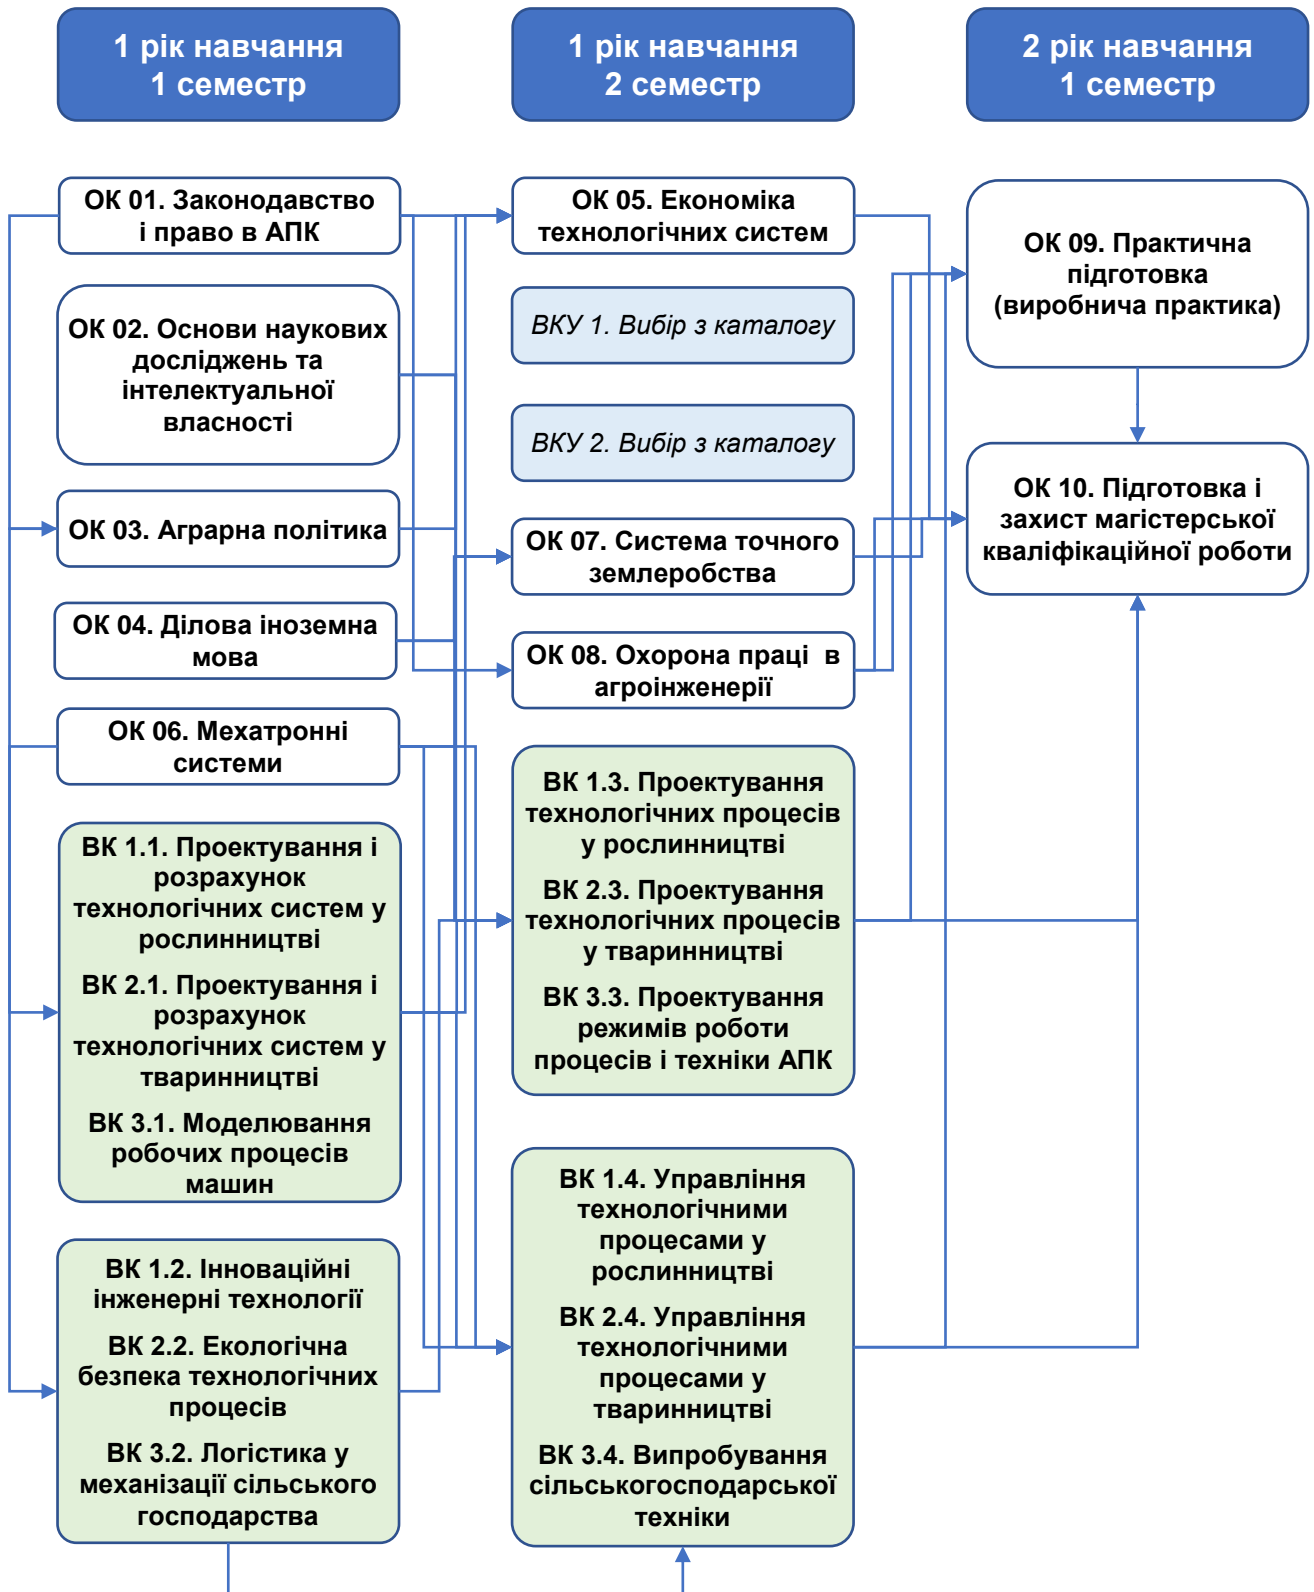 1 рік навчання
1 семестр
1 рік навчання
2 семестр
2 рік навчання
1 семестр
ОК 01. Законодавство
і право в АПК
ОК 02. Основи наукових
досліджень та
інтелектуальної
власності
ОК 03. Аграрна політика
ОК 04. Ділова іноземна
мова
ОК 06. Мехатронні
системи
ВК 1.1. Проектування і
розрахунок
технологічних систем у
рослинництві
ВК 2.1. Проектування і
розрахунок
технологічних систем у
тваринництві
ВК 3.1. Моделювання
робочих процесів
машин
ВК 1.2. Інноваційні
інженерні технології
ВК 2.2. Екологічна
безпека технологічних
процесів
ВК 3.2. Логістика у
механізації сільського
господарства
ОК 05. Економіка
технологічних систем
ВКУ 1. Вибір з каталогу
ВКУ 2. Вибір з каталогу
ОК 07. Система точного
землеробства
ОК 08. Охорона праці  в
агроінженерії
ВК 1.3. Проектування
технологічних процесів
у рослинництві
ВК 2.3. Проектування
технологічних процесів
у тваринництві
ВК 3.3. Проектування
режимів роботи
процесів і техніки АПК
ВК 1.4. Управління
технологічними
процесами у
рослинництві
ВК 2.4. Управління
технологічними
процесами у
тваринництві
ВК 3.4. Випробування
сільськогосподарської
техніки
ОК 09. Практична
підготовка
(виробнича практика)
ОК 10. Підготовка і
захист магістерської
кваліфікаційної роботи